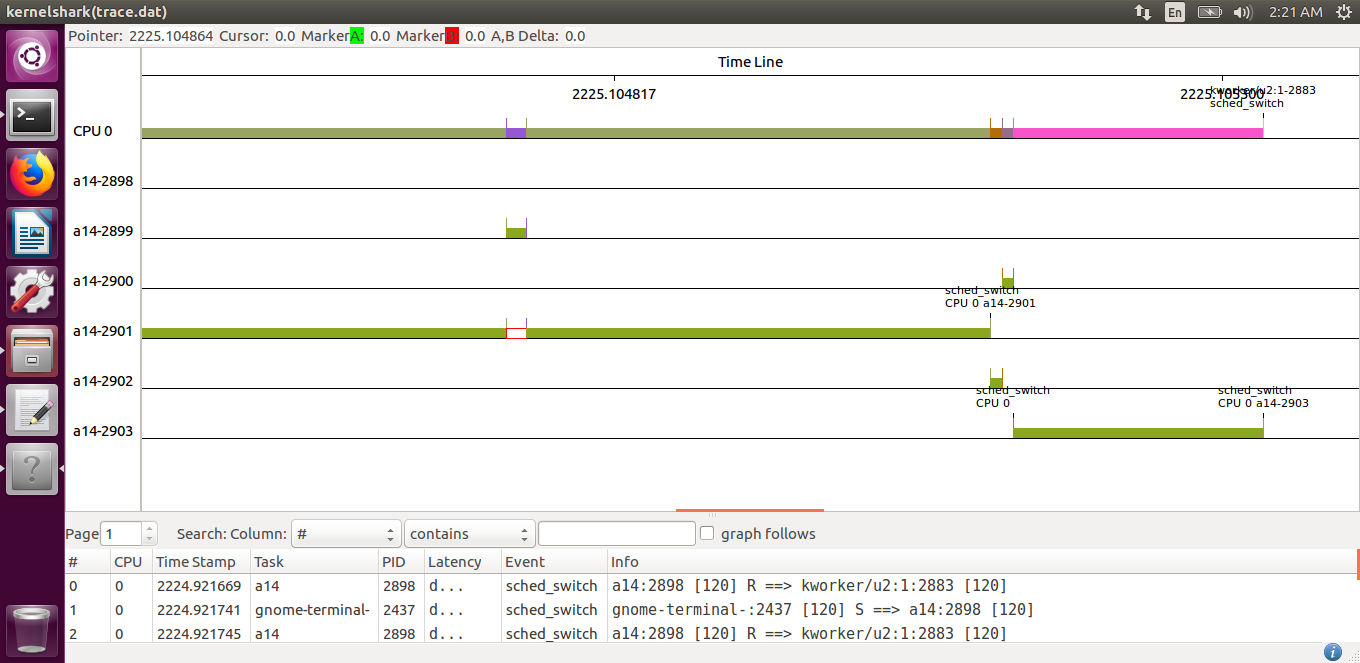 kernelshark(trace.dat)
En
2:21 AM
Pointer: 2225.104864 Cursor: 0.0 Marker A: 0.0 Marker B: 0.0 A,B Delta: 0.0
Time Line
2225.104817
2225.105300
kworker/u2:1-2883
sched_switch
CPU 0
a14-2898
a14-2899
a14-2900
sched_switch
CPU 0 a14-2901
a14-2901
a14-2902
sched_switch
CPU 0
sched_switch
CPU 0 a14-2903
a14-2903
Page 1 Search: Column: # contains graph follows
# CPU Time Stamp Task PID Latency Event Info
0 0 2224.921669 a14 2898 d... sched_switch a14:2898 [120] R ==> kworker/u2:1:2883 [120]
1 0 2224.921741 gnome-terminal- 2437 d... sched_switch gnome-terminal-:2437 [120] S ==> a14:2898 [120]
2 0 2224.921745 a14 2898 d... sched_switch a14:2898 [120] R ==> kworker/u2:1:2883 [120]